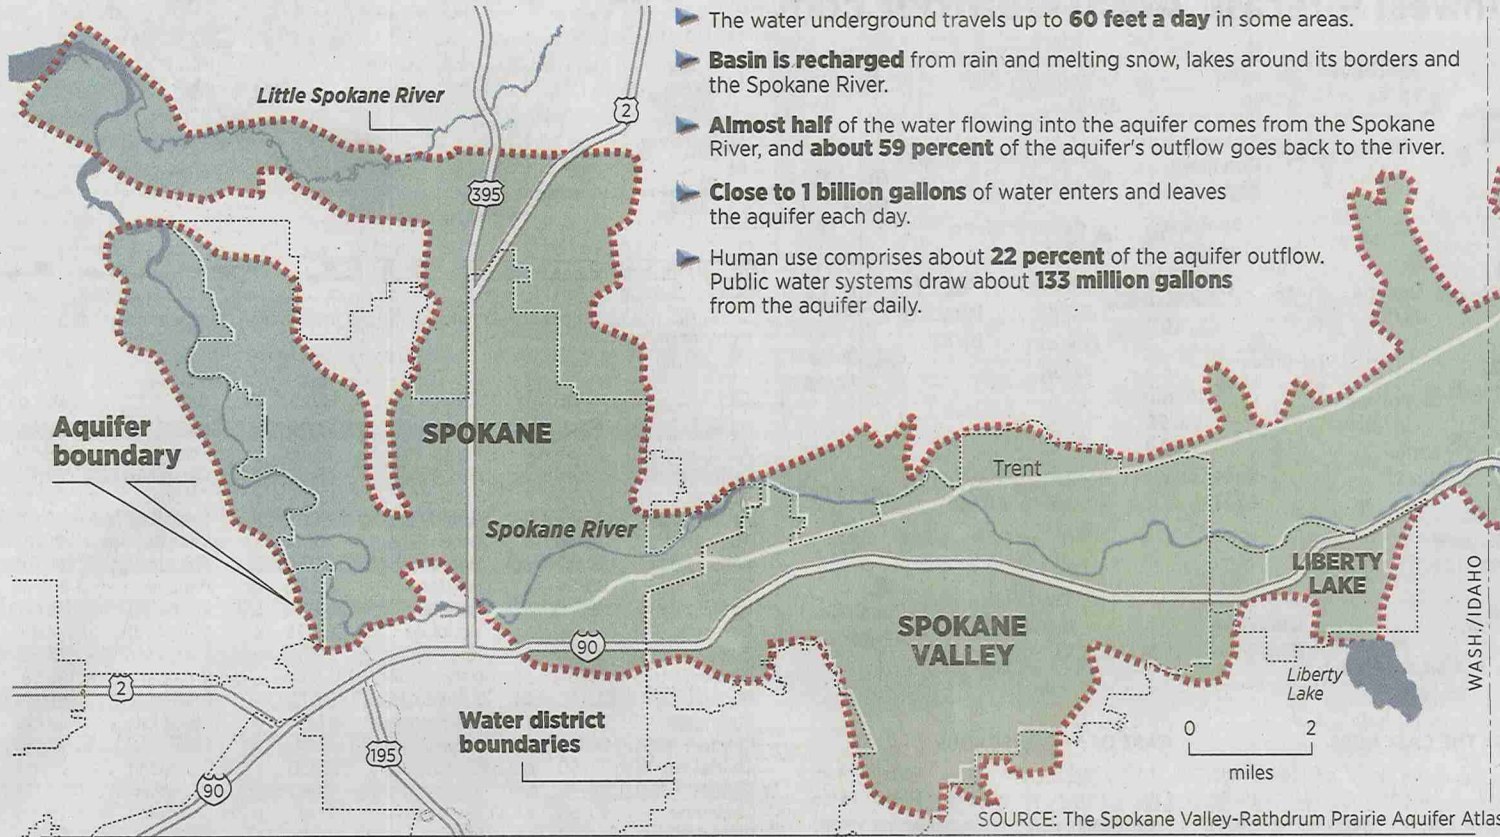 The water underground travels up to 60 feet a day in some areas.
Basin is recharged from rain and melting snow, lakes around its borders and
the Spokane River.
Almost half of the water flowing into the aquifer comes from the Spokane
River, and about 59 percent of the aquifer's outflow goes back to the river.
Close to 1 billion gallons of water enters and leaves
the aquifer each day.
Human use comprises about 22 percent of the aquifer outflow.
Public water systems draw about 133 million gallons
from the aquifer daily.
Little Spokane River
2
395
Aquifer
boundary
SPOKANE
Trent
Spokane River
LIBERTY
LAKE
SPOKANE
VALLEY
90
2
Liberty
Lake
WASH./IDAHO
Water district
boundaries
195
90
0 2
miles
SOURCE: The Spokane Valley-Rathdrum Prairie Aquifer Atlas